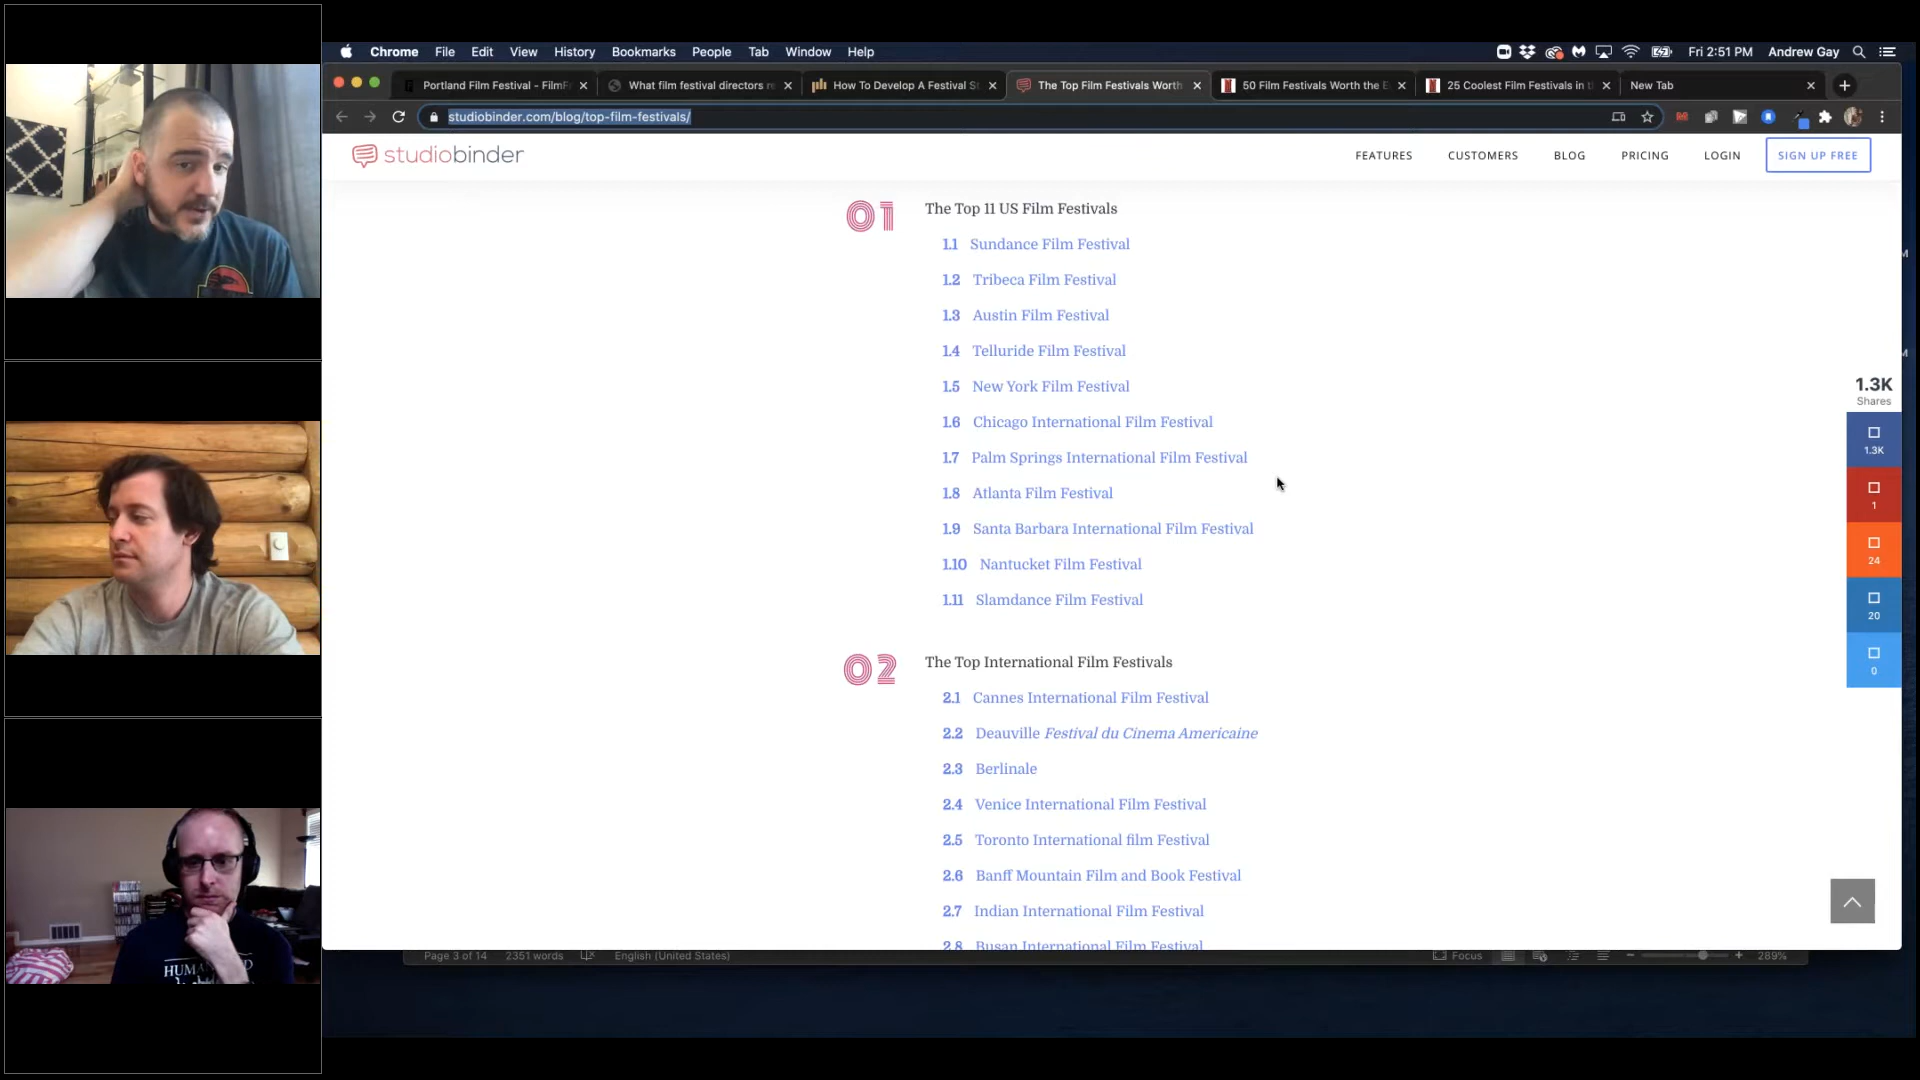 Chrome File Edit View History Bookmarks People Tab Window Help Fri 2:51 PM Andrew Gay
Portland Film Festival - FilmFr What film festival directors re How To Develop A Festival St The Top Film Festivals Worth 50 Film Festivals Worth the E 25 Coolest Film Festivals in t New Tab
studiobinder.com/blog/top-film-festivals/
studiobinder FEATURES CUSTOMERS BLOG PRICING LOGIN SIGN UP FREE
01 The Top 11 US Film Festivals
1.1 Sundance Film Festival
1.2 Tribeca Film Festival
1.3 Austin Film Festival
1.4 Telluride Film Festival
1.5 New York Film Festival
1.6 Chicago International Film Festival
1.7 Palm Springs International Film Festival
1.8 Atlanta Film Festival
1.9 Santa Barbara International Film Festival
1.10 Nantucket Film Festival
1.11 Slamdance Film Festival
02 The Top International Film Festivals
2.1 Cannes International Film Festival
2.2 Deauville Festival du Cinema Americaine
2.3 Berlinale
2.4 Venice International Film Festival
2.5 Toronto International film Festival
2.6 Banff Mountain Film and Book Festival
2.7 Indian International Film Festival
2.8 Busan International Film Festival
1.3K
Shares
1.3K
1
24
20
0
Page 3 of 14 2351 words English (United States) Focus 289%